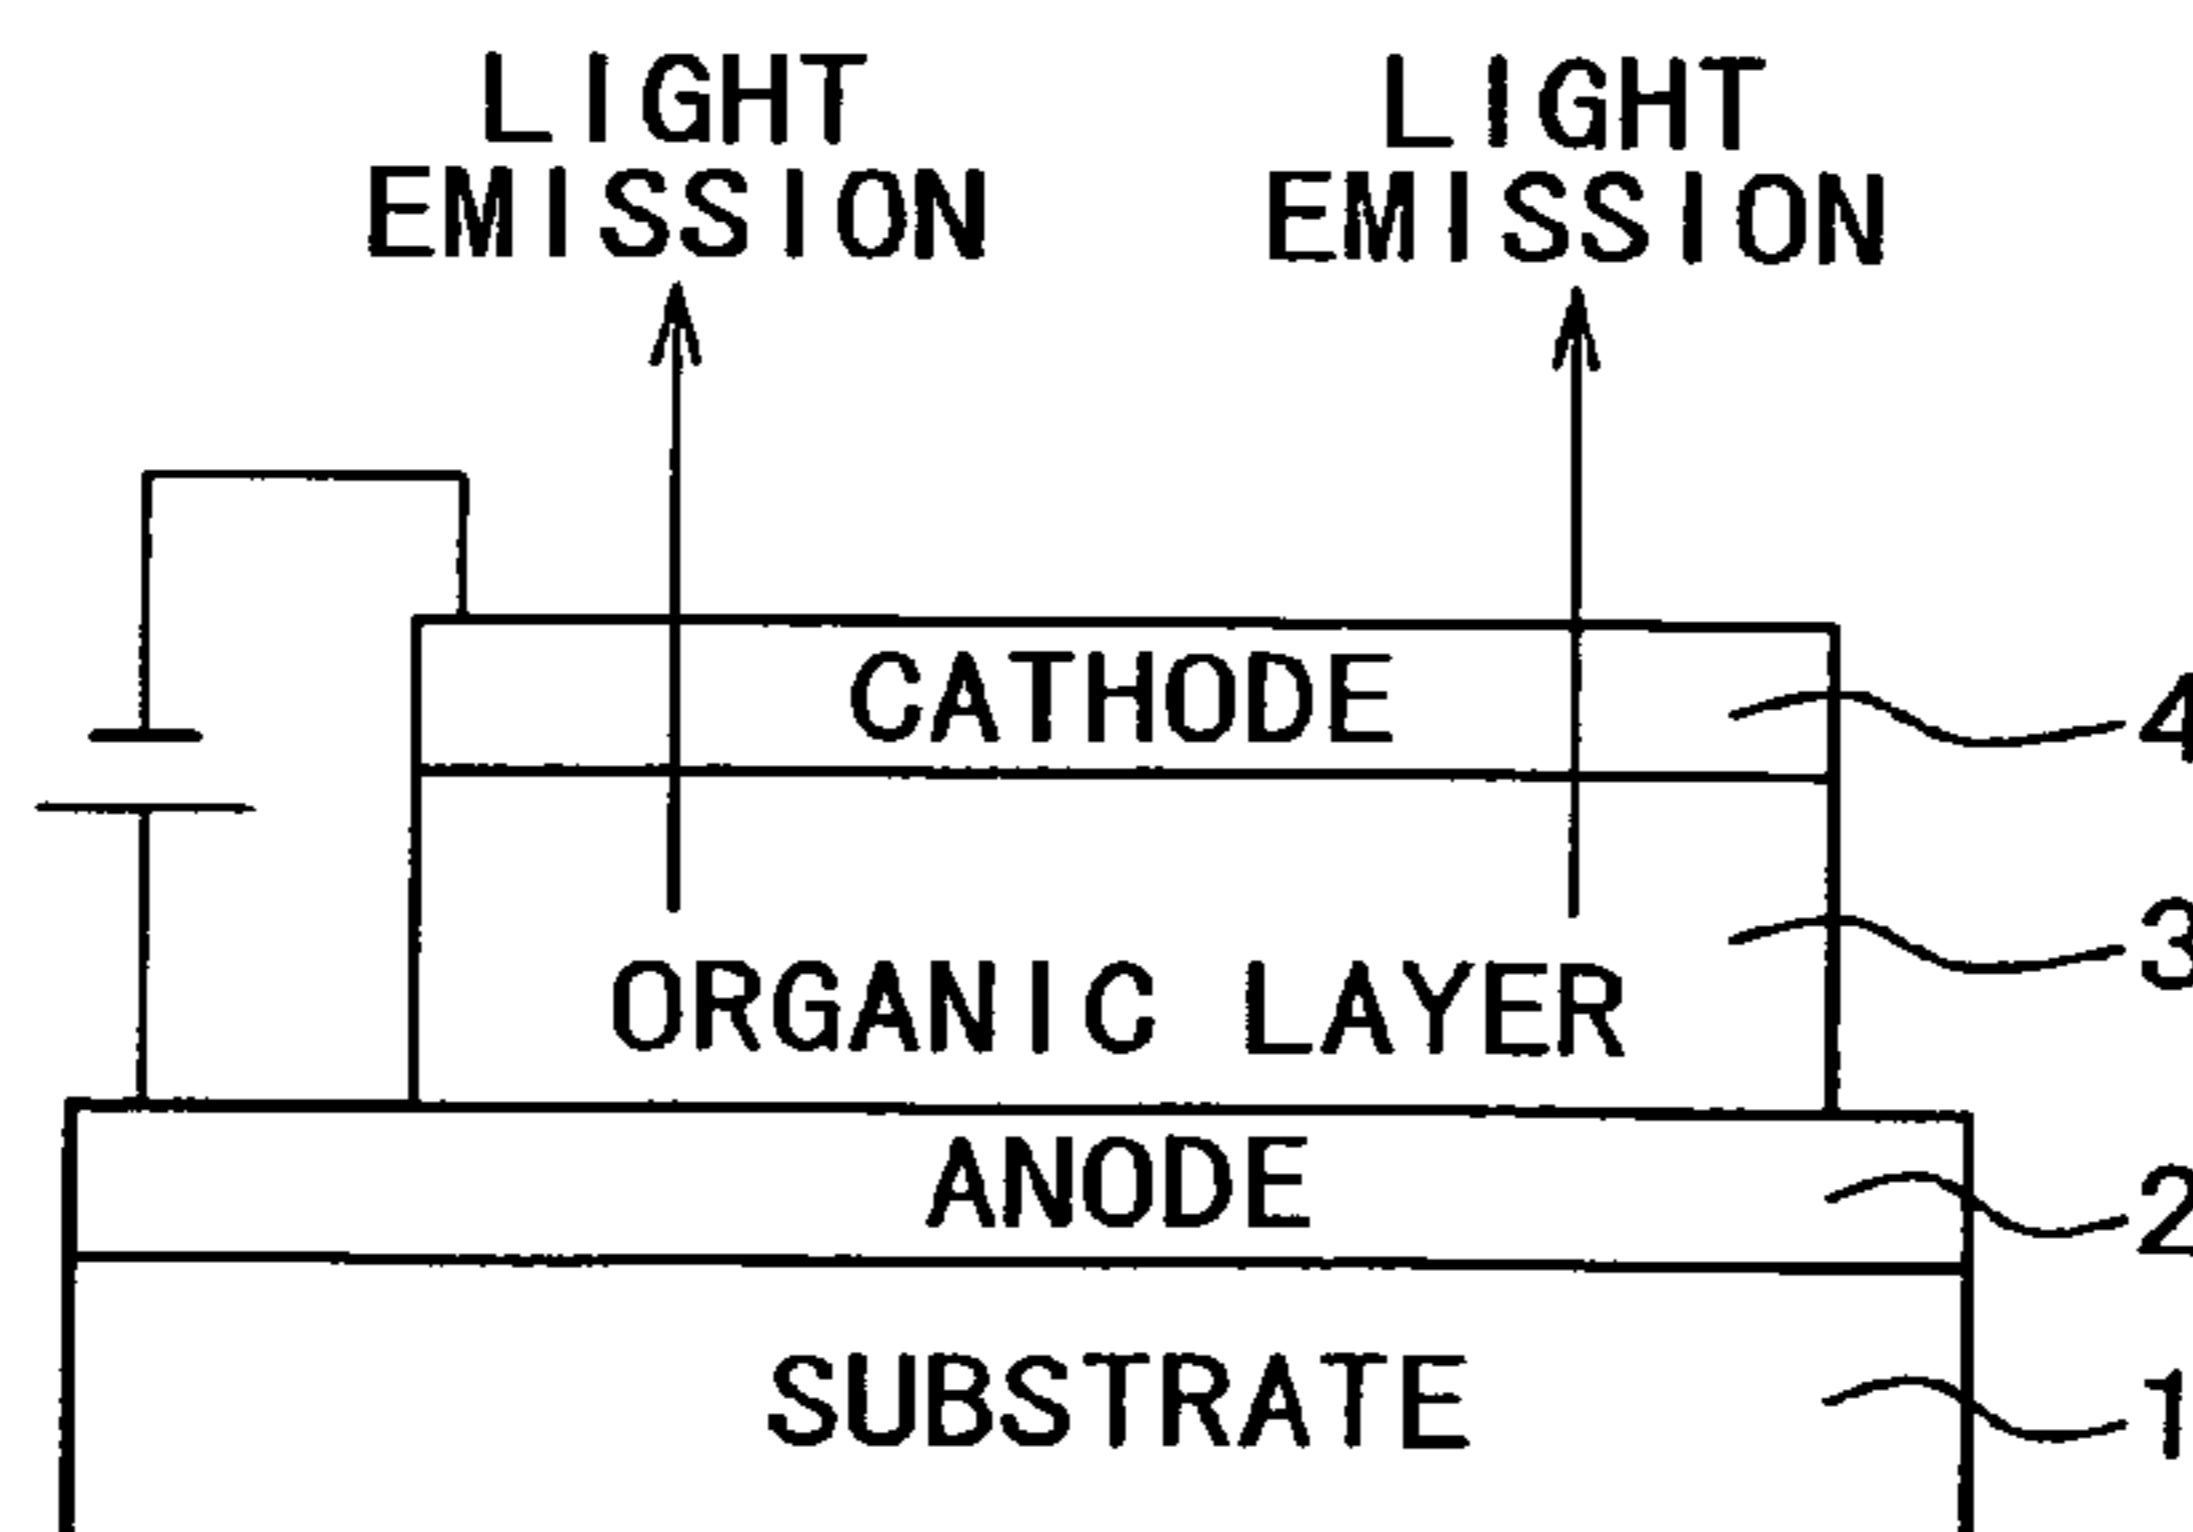 LIGHT EMISSION
LIGHT EMISSION
CATHODE
4
ORGANIC LAYER
3
ANODE
2
SUBSTRATE
1